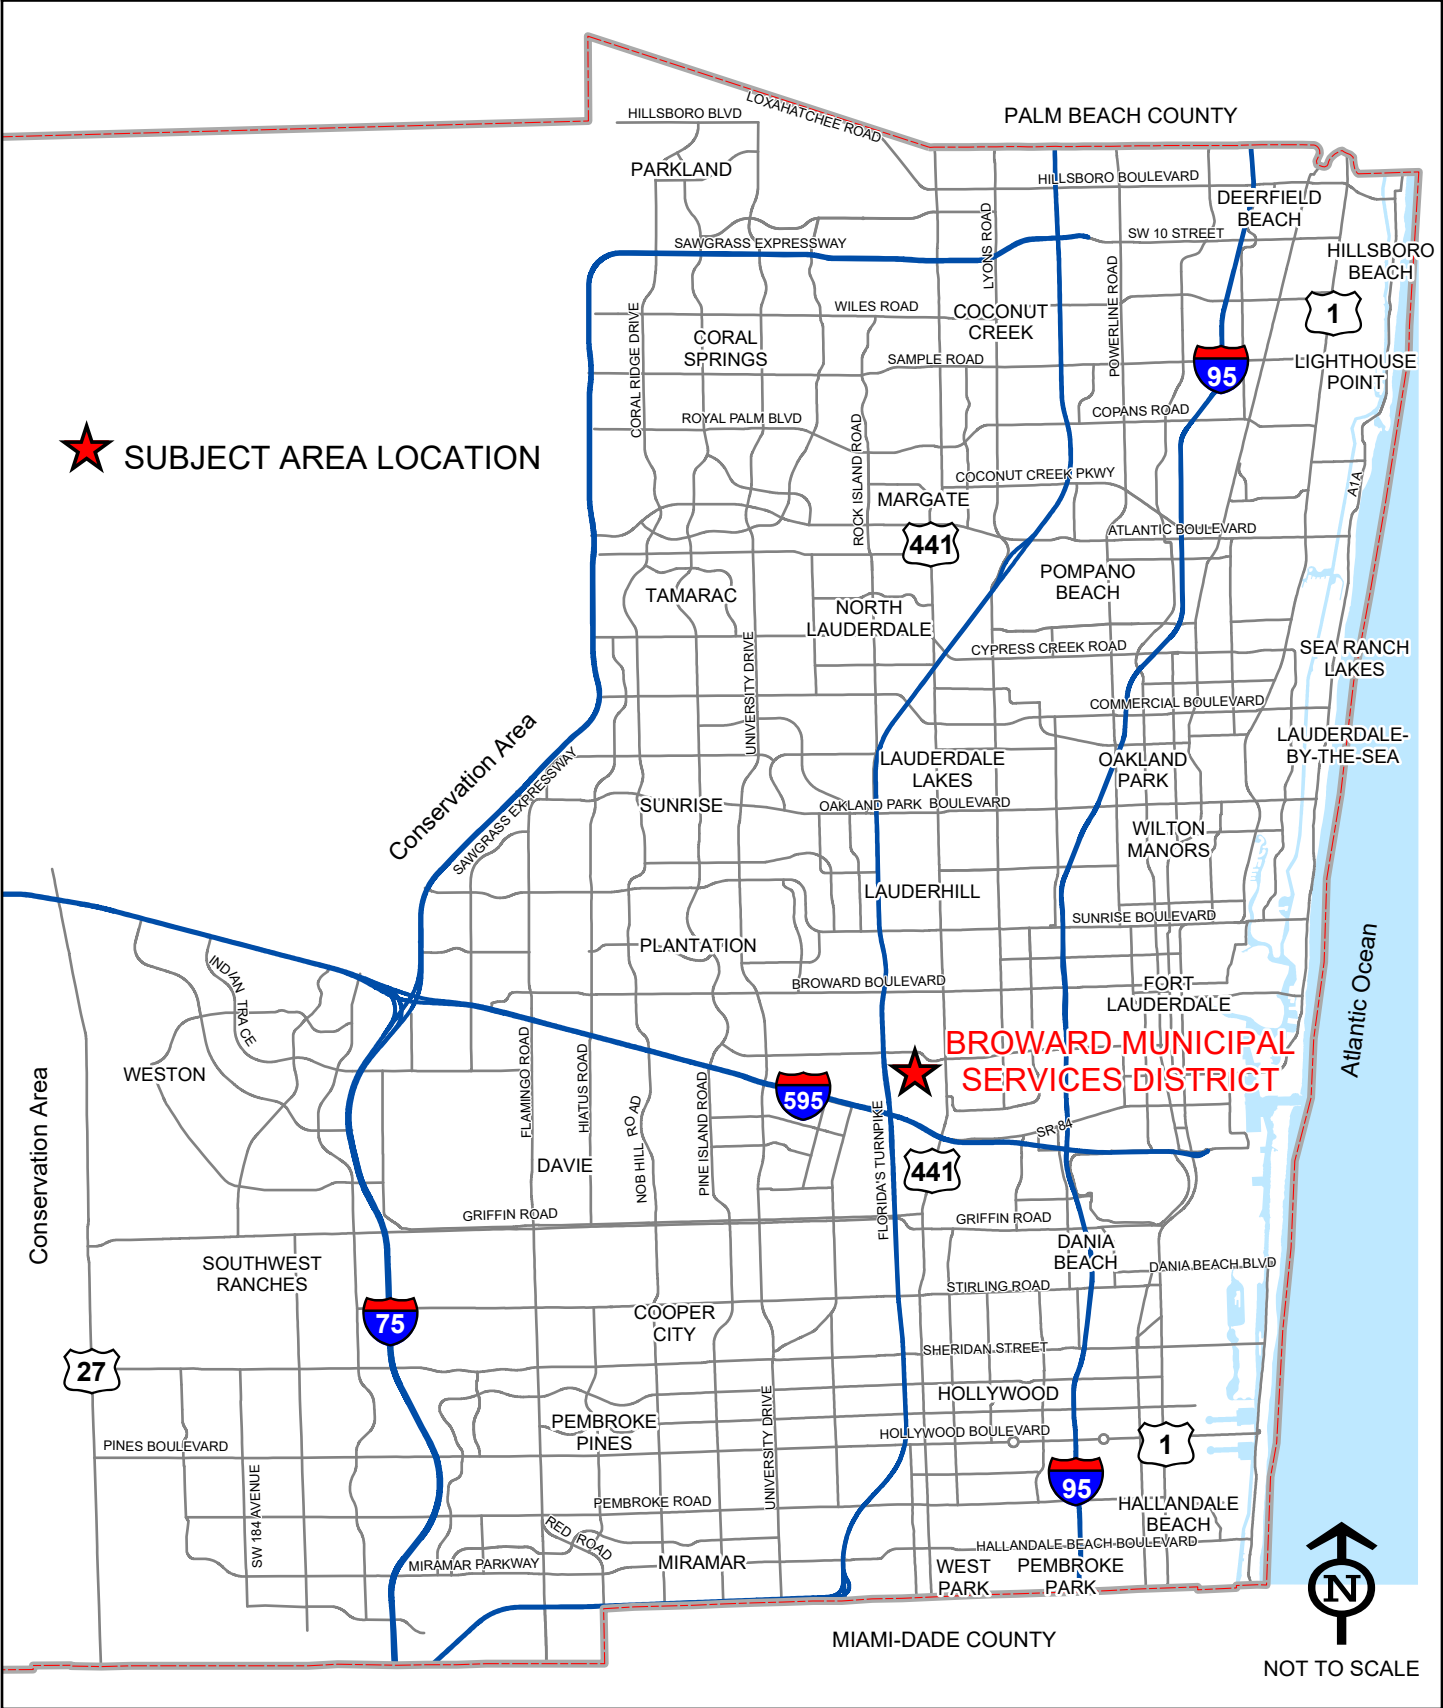 LOXAHATCHEE ROAD
HILLSBORO BLVD
PALM BEACH COUNTY
PARKLAND
HILLSBORO BOULEVARD
DEERFIELD
BEACH
LYONS ROAD
SAWGRASS EXPRESSWAY
SW 10 STREET
HILLSBORO
BEACH
POWERLINE ROAD
CORAL RIDGE DRIVE
WILES ROAD
COCONUT
CREEK
1
CORAL
SPRINGS
SAMPLE ROAD
LIGHTHOUSE
POINT
95
ROYAL PALM BLVD
COPANS ROAD
ROCK ISLAND ROAD
SUBJECT AREA LOCATION
COCONUT CREEK PKWY
A1A
MARGATE
441
ATLANTIC BOULEVARD
POMPANO
BEACH
TAMARAC
NORTH
LAUDERDALE
UNIVERSITY DRIVE
CYPRESS CREEK ROAD
SEA RANCH
LAKES
COMMERCIAL BOULEVARD
Conservation Area
SAWGRASS EXPRESSWAY
LAUDERDALE-
BY-THE-SEA
LAUDERDALE
LAKES
OAKLAND
PARK
SUNRISE
OAKLAND PARK BOULEVARD
WILTON
MANORS
LAUDERHILL
SUNRISE BOULEVARD
PLANTATION
INDIAN TRACE
BROWARD BOULEVARD
FORT
LAUDERDALE
Atlantic Ocean
BROWARD MUNICIPAL
SERVICES DISTRICT
WESTON
Conservation Area
FLAMINGO ROAD
HIATUS ROAD
NOB HILL ROAD
PINE ISLAND ROAD
595
FLORIDA'S TURNPIKE
SR 84
DAVIE
441
GRIFFIN ROAD
GRIFFIN ROAD
DANIA
BEACH
DANIA BEACH BLVD
SOUTHWEST
RANCHES
STIRLING ROAD
75
COOPER
CITY
SHERIDAN STREET
27
UNIVERSITY DRIVE
HOLLYWOOD
PEMBROKE
PINES
HOLLYWOOD BOULEVARD
1
PINES BOULEVARD
SW 184 AVENUE
95
PEMBROKE ROAD
HALLANDALE
BEACH
RED ROAD
HALLANDALE BEACH BOULEVARD
MIRAMAR PARKWAY
MIRAMAR
WEST
PARK
PEMBROKE
PARK
N
MIAMI-DADE COUNTY
NOT TO SCALE